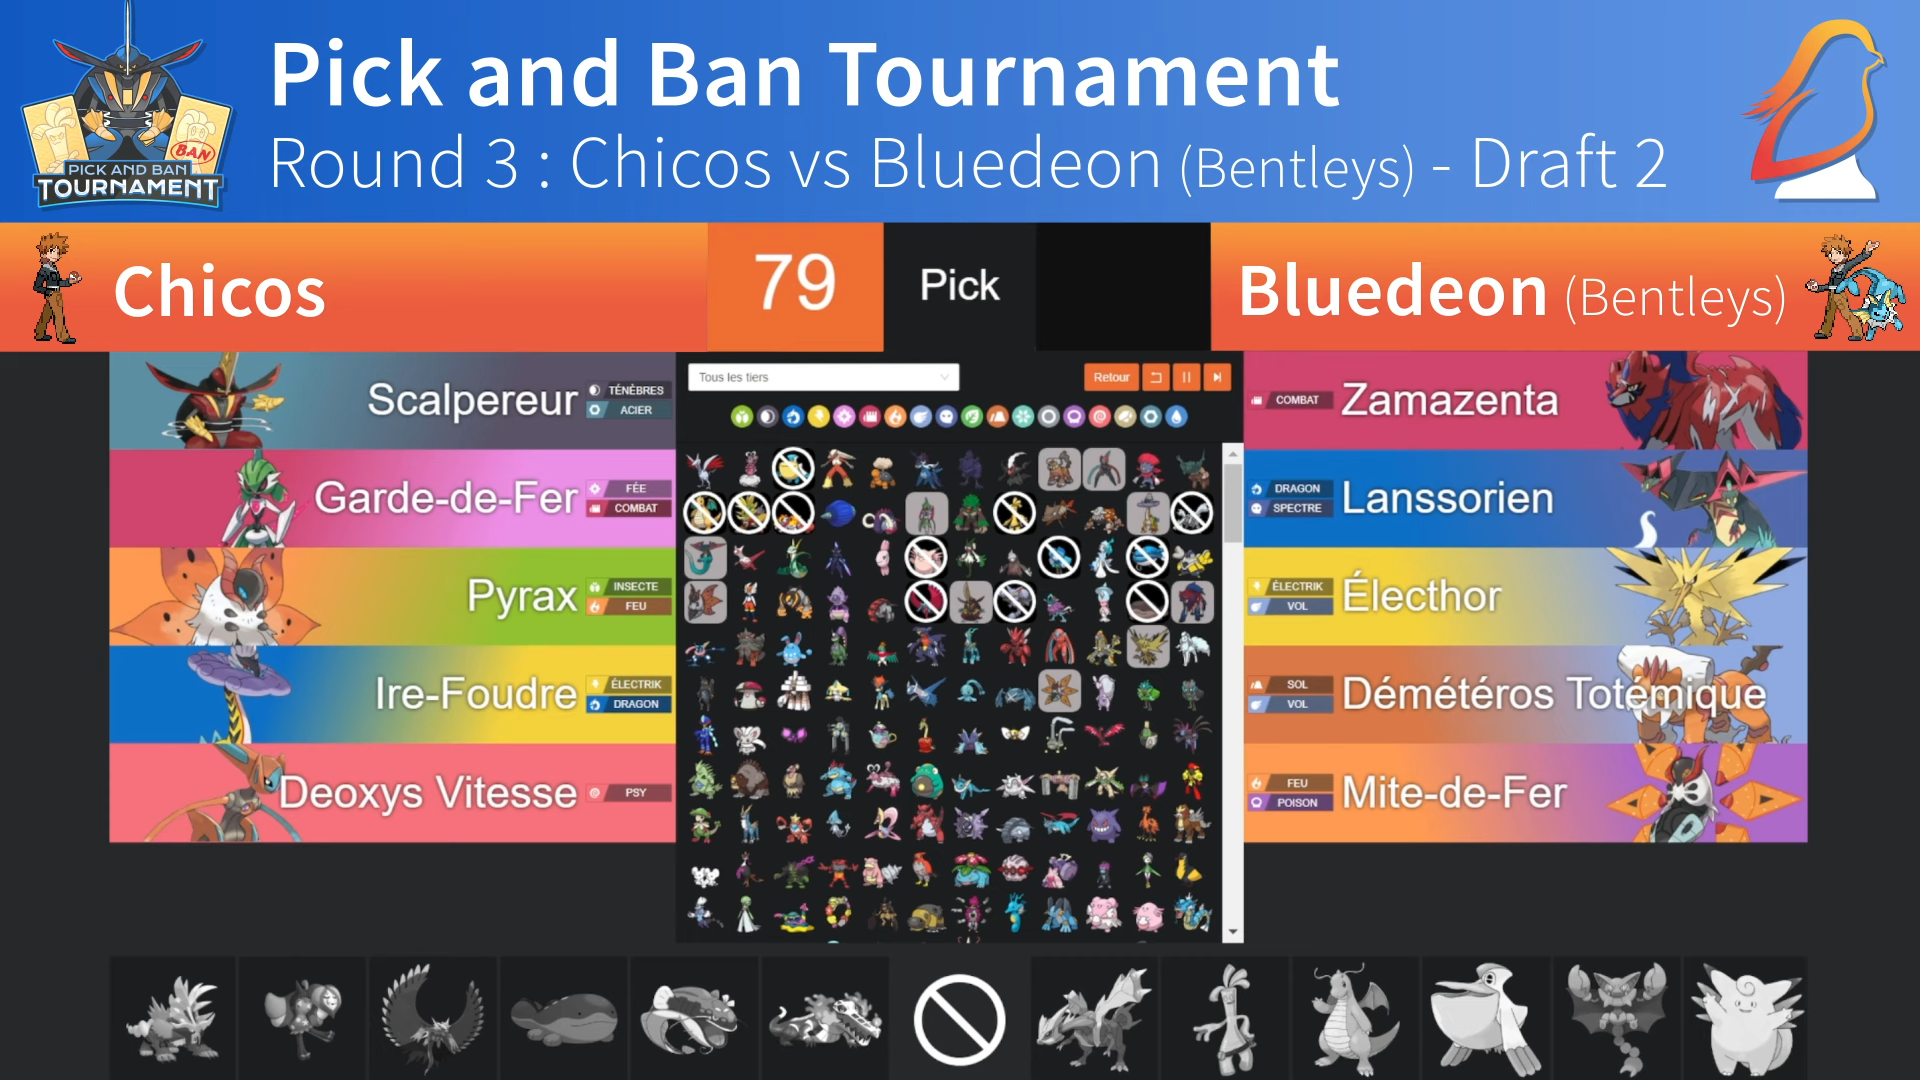 Pick and Ban Tournament
Round 3 : Chicos vs Bluedeon (Bentleys) - Draft 2
BAN
PICK AND BAN
TOURNAMENT
Chicos
79
Pick
Bluedeon (Bentleys)
Tous les tiers
Retour
Scalpereur
TÉNÈBRES
ACIER
Garde-de-Fer
FÉE
COMBAT
Pyrax
INSECTE
FEU
Ire-Foudre
ÉLECTRIK
DRAGON
Deoxys Vitesse
PSY
COMBAT
Zamazenta
DRAGON
SPECTRE
Lanssorien
ÉLECTRIK
VOL
Électhor
SOL
VOL
Démétéros Totémique
FEU
POISON
Mite-de-Fer